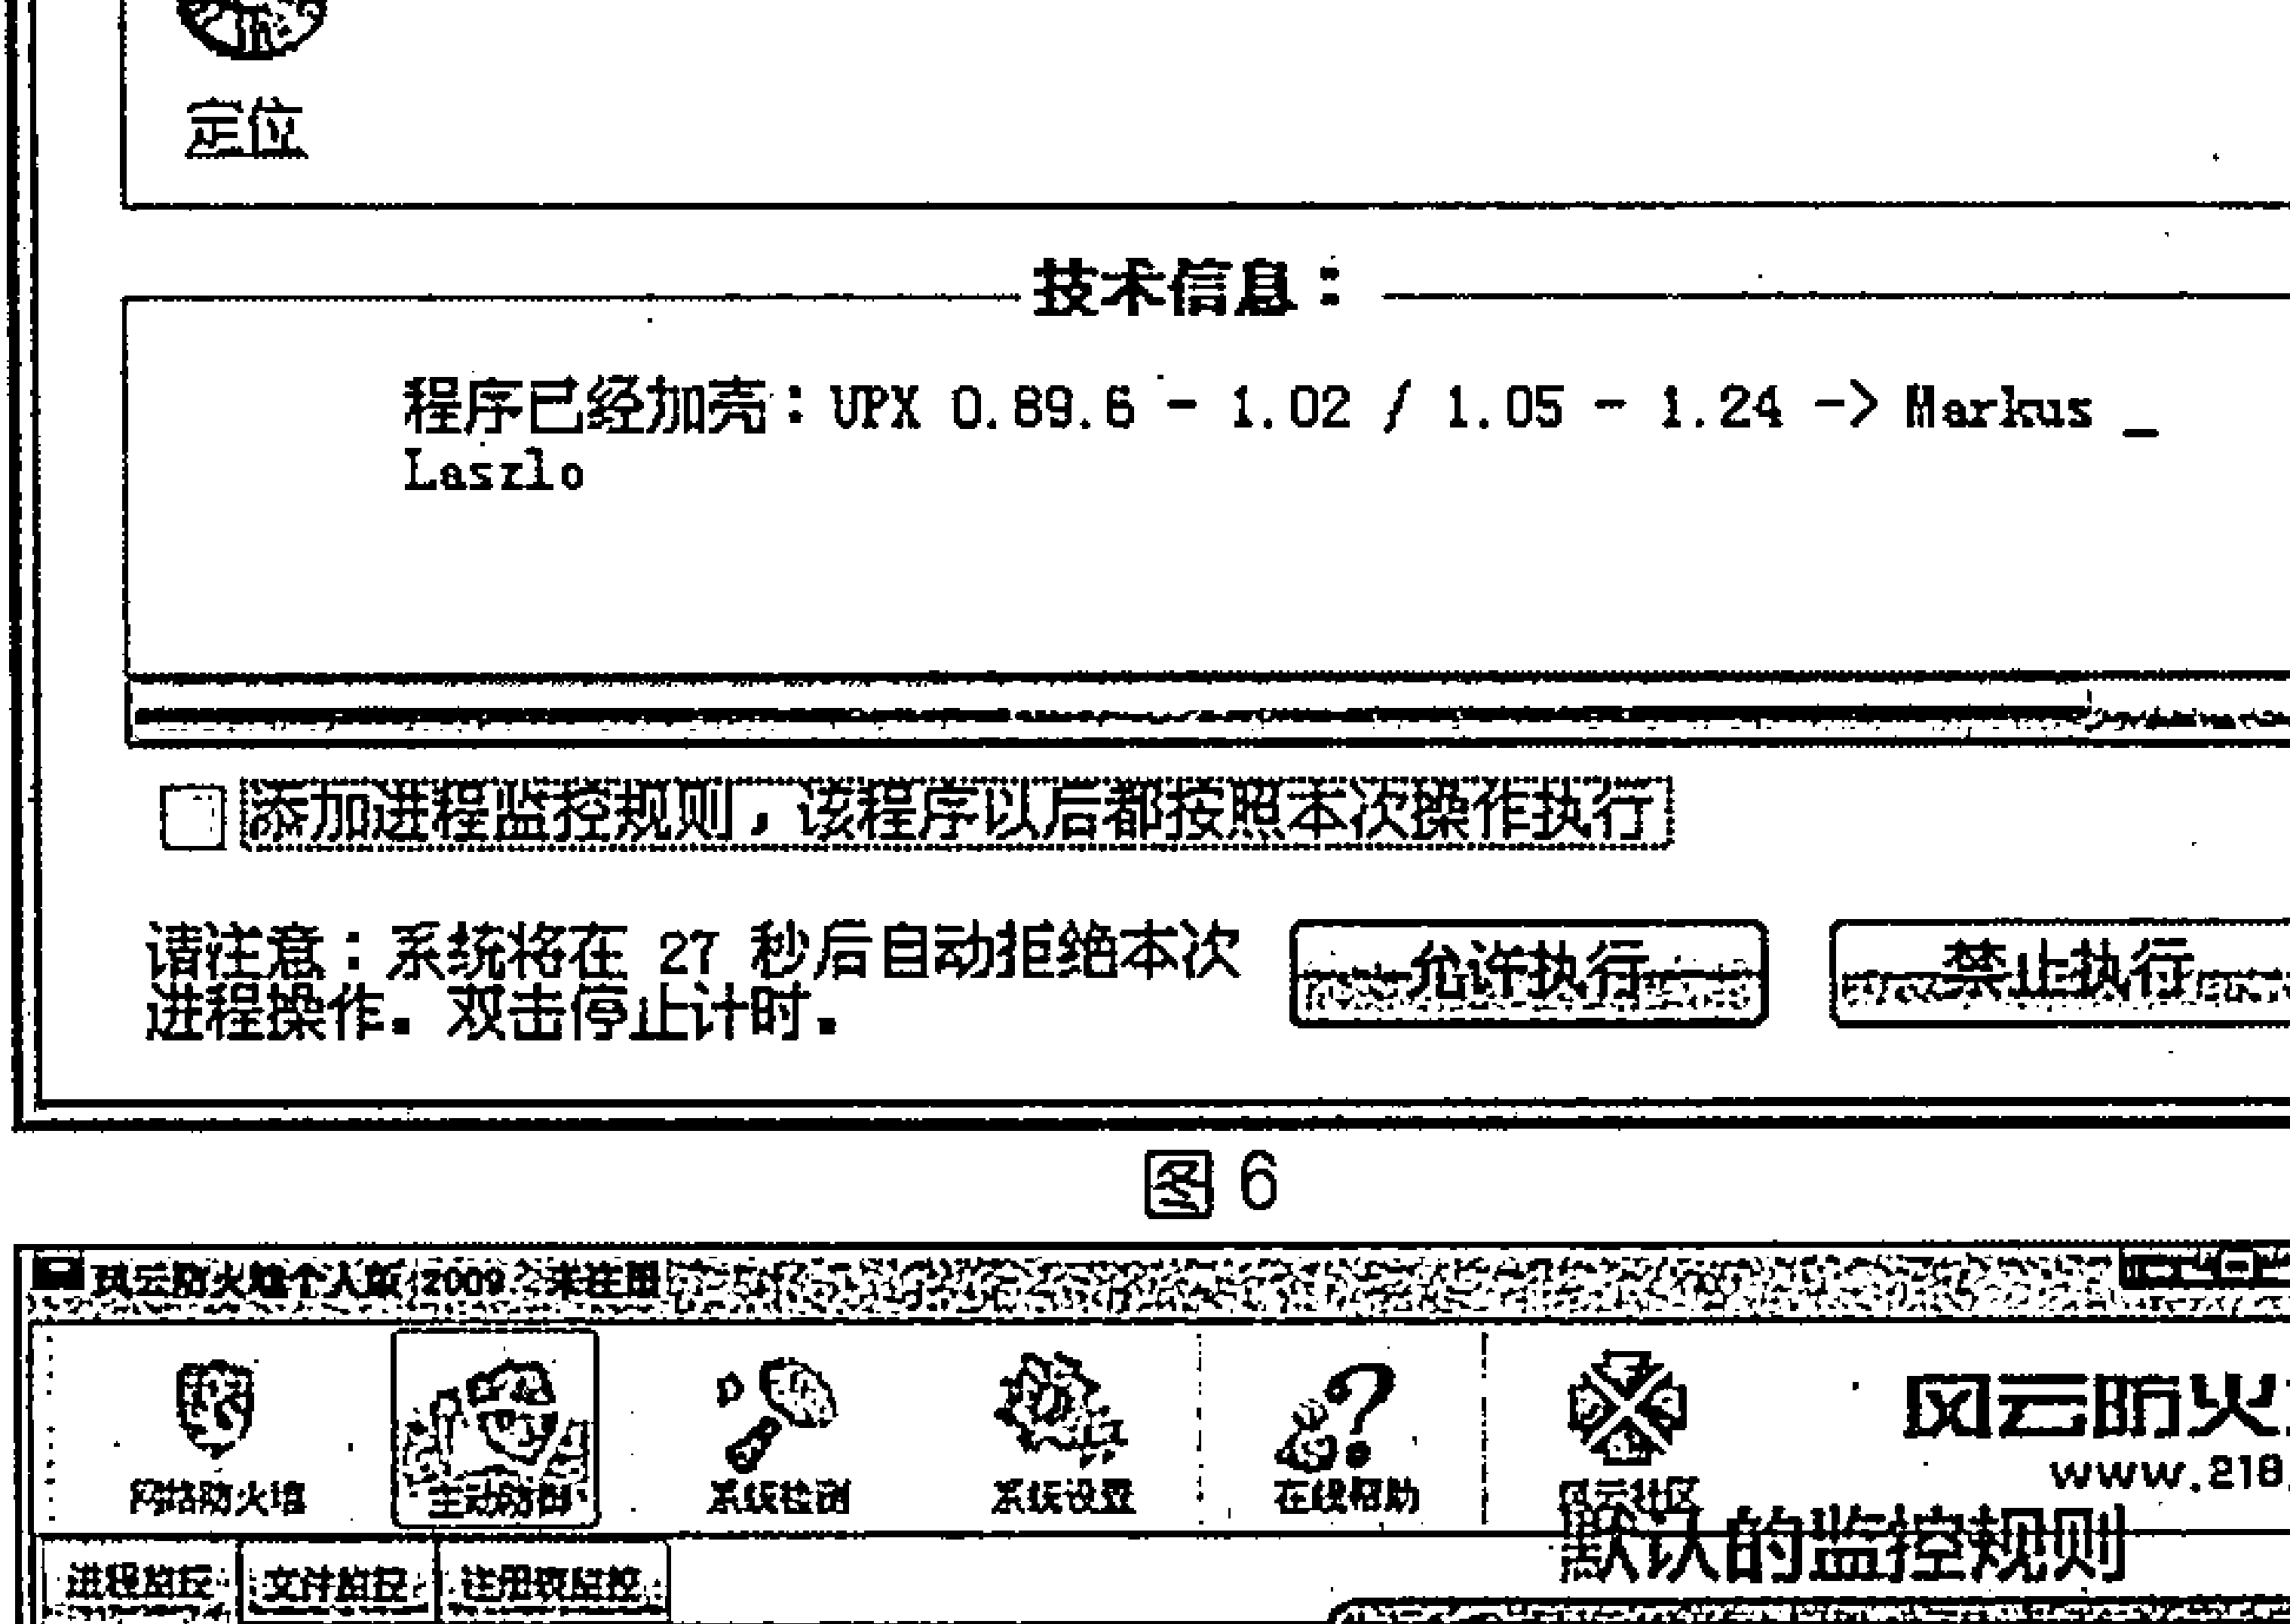 定位
技术信息：
程序已经加壳：UPX 0.89.6 - 1.02 / 1.05 - 1.24 -> Markus _
Laszlo
添加进程监控规则，该程序以后都按照本次操作执行
请注意：系统将在 27 秒后自动拒绝本次
进程操作。双击停止计时。
允许执行
禁止执行
图 6
风云防火墙个人版 2009 未注册
网络防火墙
主动防御
系统检测
系统设置
在线帮助
风云社区
风云防火
www.218
默认的监控规则
进程监控
文件监控
注册表监控